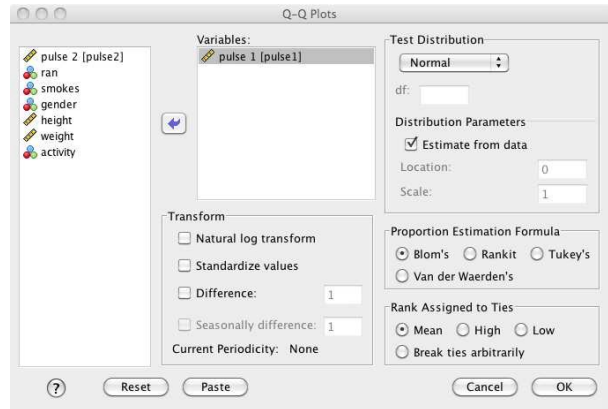 Q-Q Plots
pulse 2 [pulse2]
ran
smokes
gender
height
weight
activity
Variables:
pulse 1 [pulse1]
Transform
Natural log transform
Standardize values
Difference: 1
Seasonally difference: 1
Current Periodicity: None
Test Distribution
Normal
df:
Distribution Parameters
Estimate from data
Location: 0
Scale: 1
Proportion Estimation Formula
Blom's Rankit Tukey's
Van der Waerden's
Rank Assigned to Ties
Mean High Low
Break ties arbitrarily
? Reset Paste Cancel OK